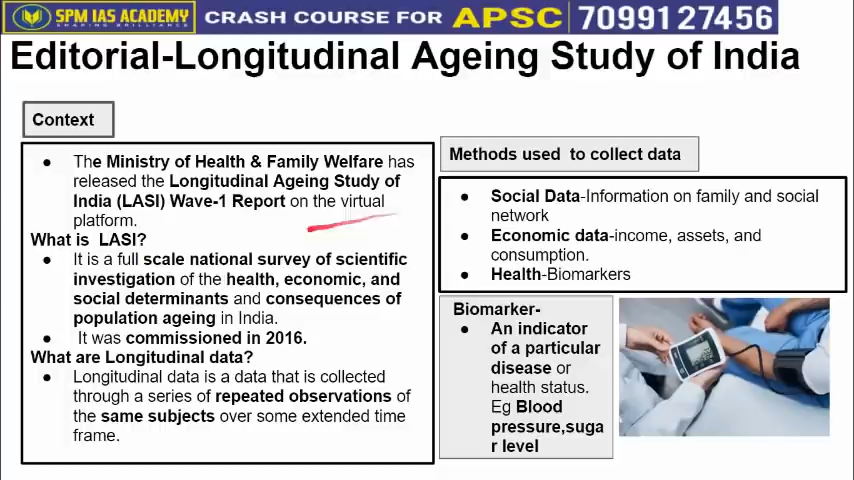 SPM IAS ACADEMY
SHARING BRILLIANCE
CRASH COURSE FOR APSC 7099127456
Editorial-Longitudinal Ageing Study of India
Context
● The Ministry of Health & Family Welfare has
released the Longitudinal Ageing Study of
India (LASI) Wave-1 Report on the virtual
platform.
What is LASI?
● It is a full scale national survey of scientific
investigation of the health, economic, and
social determinants and consequences of
population ageing in India.
● It was commissioned in 2016.
What are Longitudinal data?
● Longitudinal data is a data that is collected
through a series of repeated observations of
the same subjects over some extended time
frame.
Methods used to collect data
● Social Data-Information on family and social
network
● Economic data-income, assets, and
consumption.
● Health-Biomarkers
Biomarker-
● An indicator
of a particular
disease or
health status.
Eg Blood
pressure,suga
r level